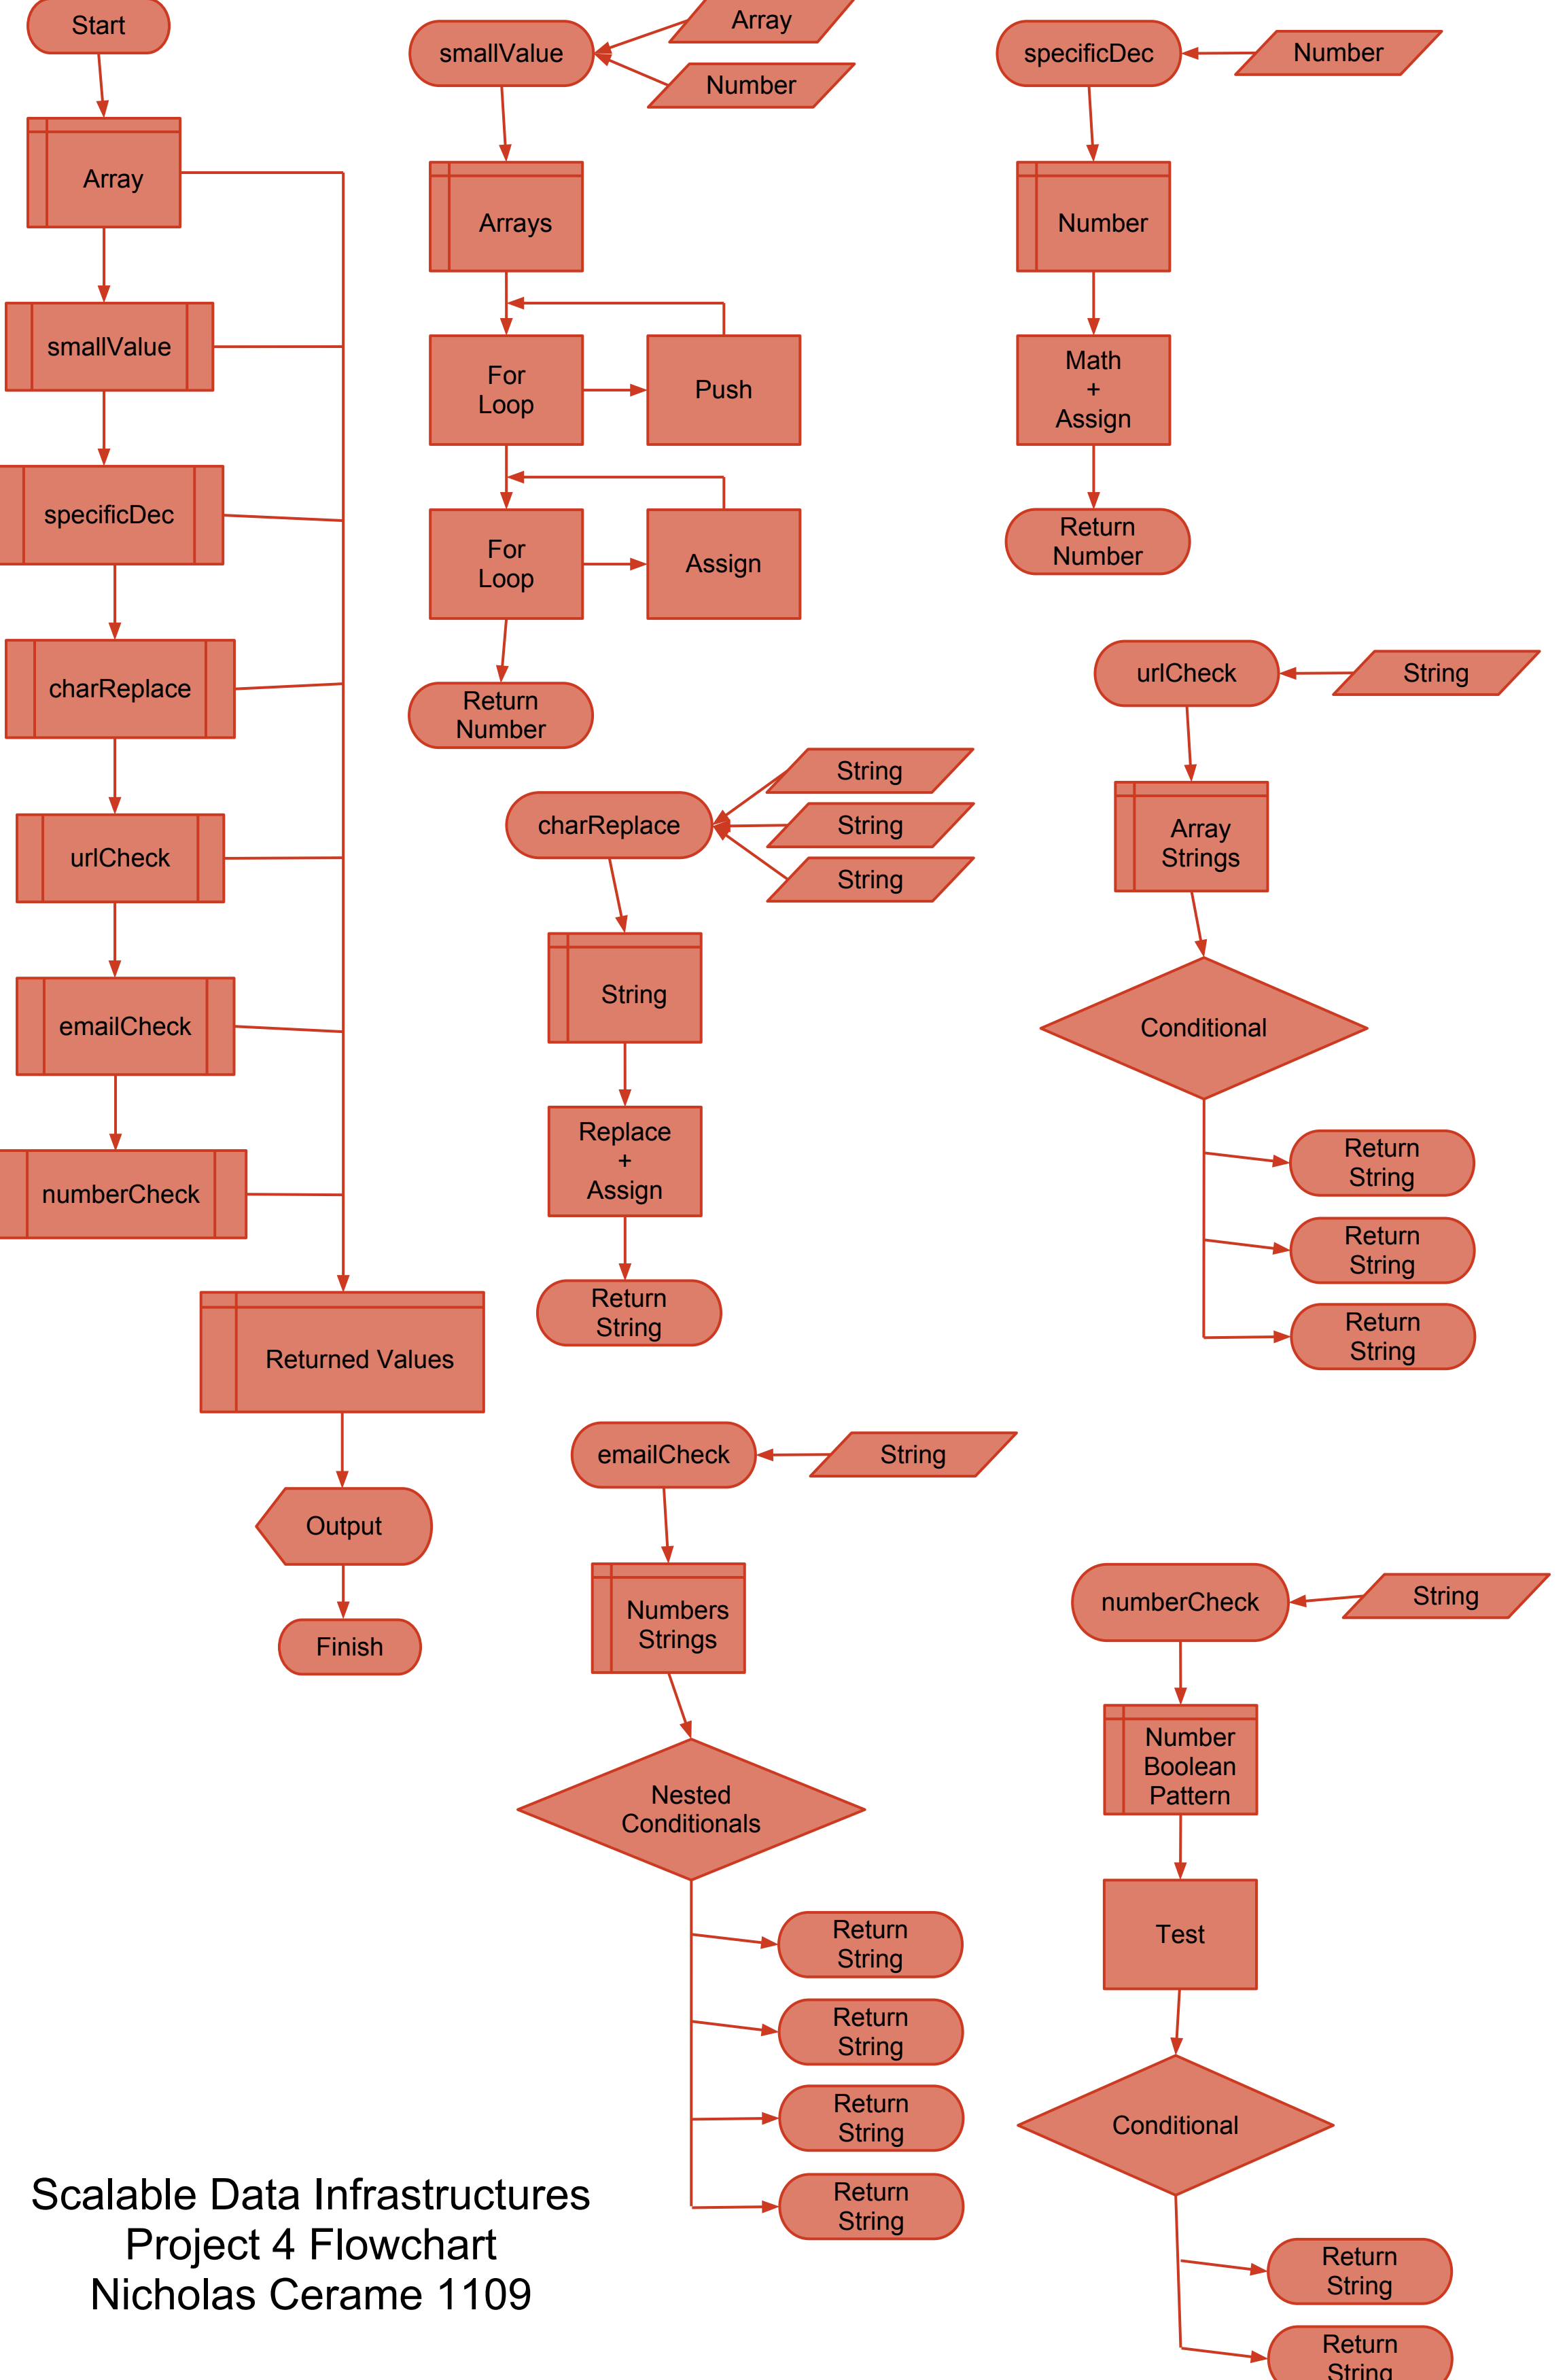 Start
Array
smallValue
specificDec
charReplace
urlCheck
emailCheck
numberCheck
Returned Values
Output
Finish
smallValue
Array
Number
Arrays
For
Loop
Push
For
Loop
Assign
Return
Number
specificDec
Number
Number
Math
+
Assign
Return
Number
charReplace
String
String
String
String
Replace
+
Assign
Return
String
urlCheck
String
Array
Strings
Conditional
Return
String
Return
String
Return
String
emailCheck
String
Numbers
Strings
Nested
Conditionals
Return
String
Return
String
Return
String
Return
String
numberCheck
String
Number
Boolean
Pattern
Test
Conditional
Return
String
Return
String
Scalable Data Infrastructures
Project 4 Flowchart
Nicholas Cerame 1109